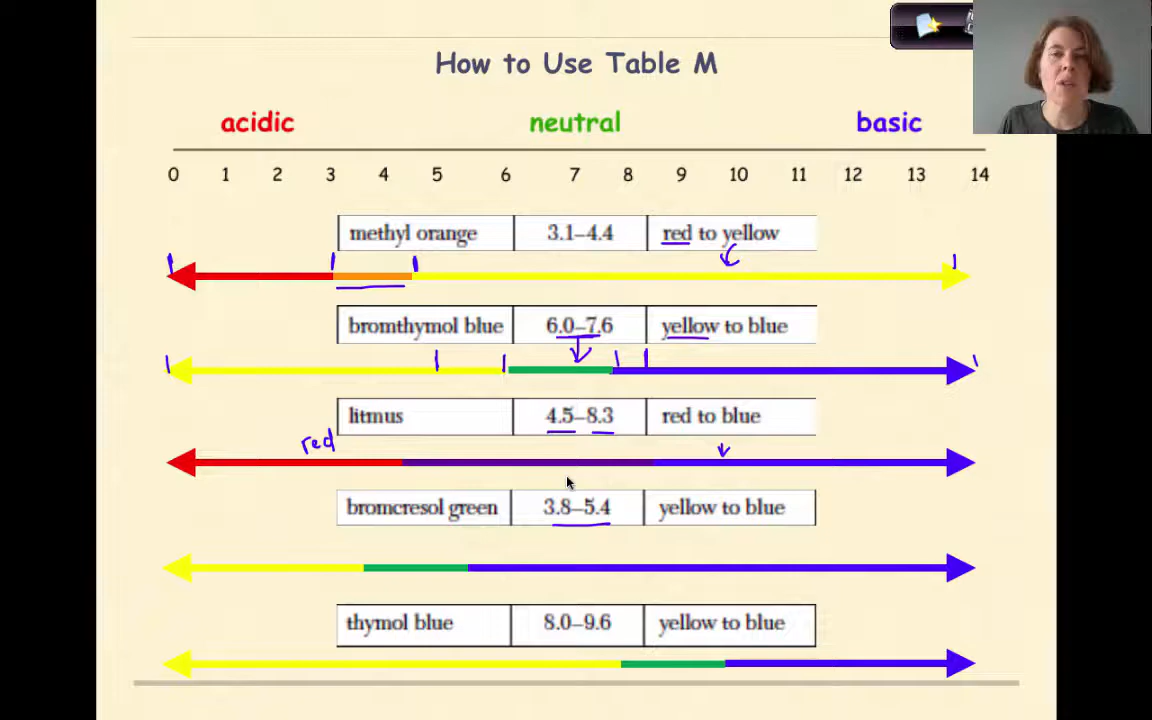 How to Use Table M
acidic neutral basic
0 1 2 3 4 5 6 7 8 9 10 11 12 13 14
methyl orange 3.1–4.4 red to yellow
bromthymol blue 6.0–7.6 yellow to blue
litmus 4.5–8.3 red to blue
red
bromcresol green 3.8–5.4 yellow to blue
thymol blue 8.0–9.6 yellow to blue